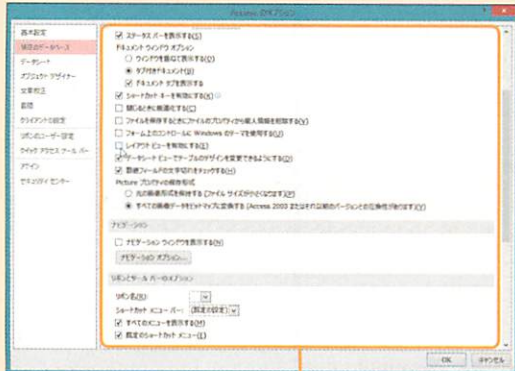 Access のオプション
基本設定
現在のデータベース
データシート
オブジェクト デザイナー
文章校正
言語
クライアントの設定
リボンのユーザー設定
クイック アクセス ツール バー
アドイン
セキュリティ センター
ステータス バーを表示する(S)
ドキュメント ウィンドウ オプション
ウィンドウを重ねて表示する(O)
タブ付きドキュメント(B)
ドキュメント タブを表示する
ショートカット キーを有効にする(K)
閉じるときに最適化する(C)
ファイルを保存するときにファイルのプロパティから個人情報を削除する(Y)
フォーム上のコントロールに Windows のテーマを使用する(U)
レイアウト ビューを有効にする(E)
データシート ビューでテーブルのデザインを変更できるようにする(D)
数値フィールドの文字切れをチェックする(H)
Picture プロパティの保存形式
元の画像形式を保持する (ファイル サイズが小さくなります)(P)
すべての画像データをビットマップに変換する (Access 2003 またはそれ以前のバージョンとの互換性があります)(V)
ナビゲーション
ナビゲーション ウィンドウを表示する(N)
ナビゲーション オプション...
リボンとツール バーのオプション
リボン名(R):
ショートカット メニュー バー: (既定の設定)
すべてのメニューを表示する(M)
既定のショートカット メニュー(E)
OK キャンセル